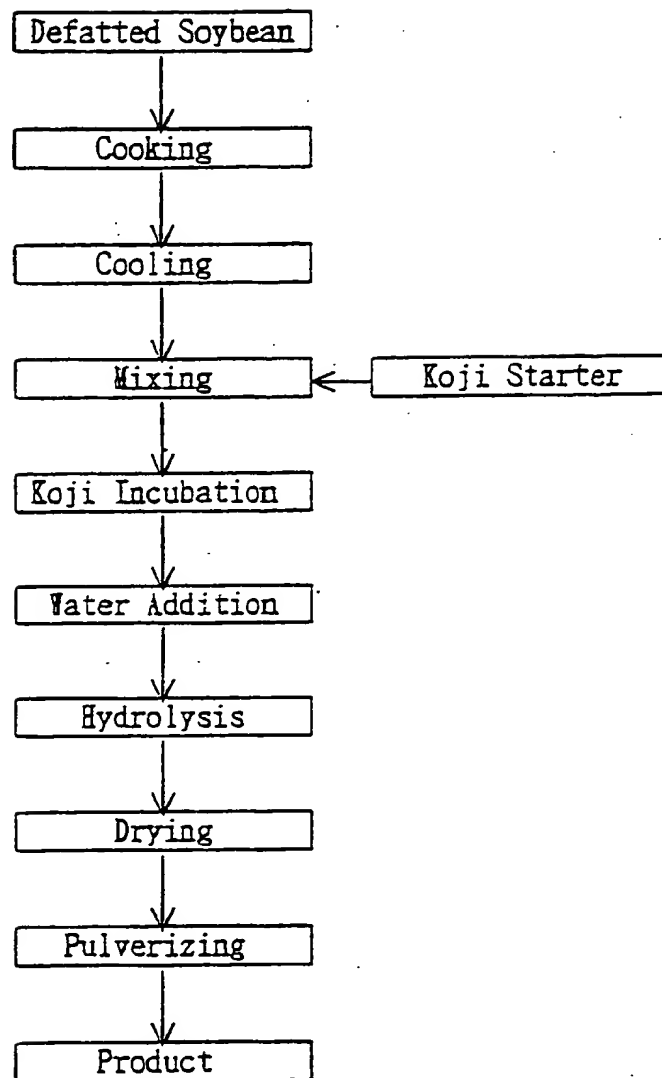 Defatted Soybean
Cooking
Cooling
Mixing
Koji Starter
Koji Incubation
Water Addition
Hydrolysis
Drying
Pulverizing
Product